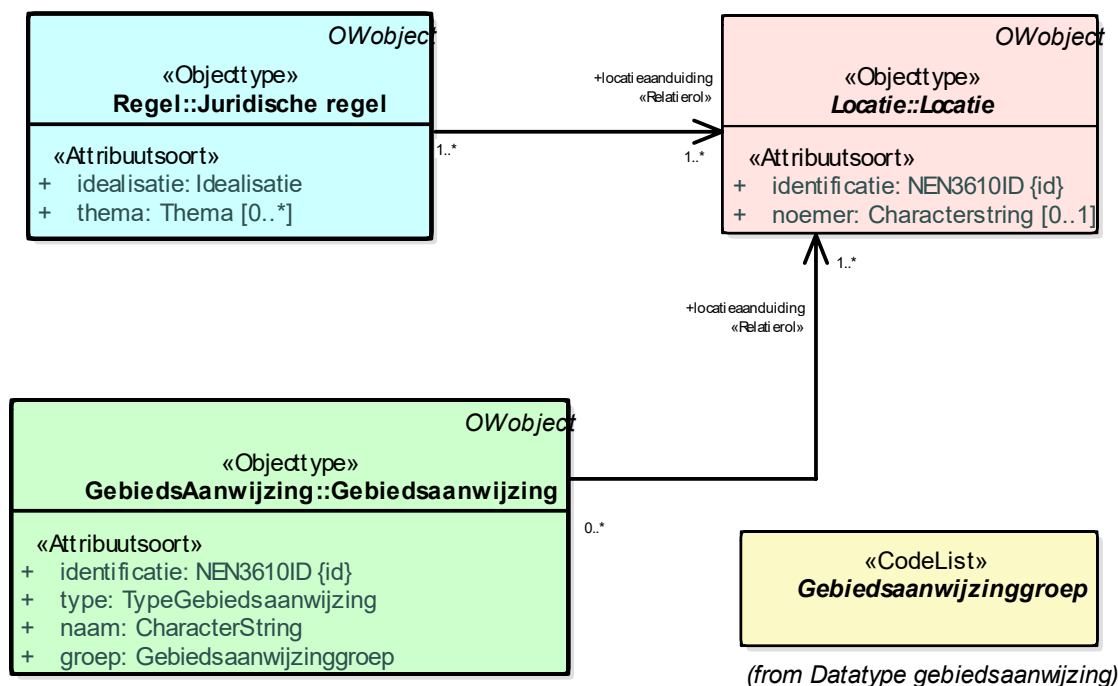 OWobject
«Objecttype»
Regel::Juridische regel
«Attribuutsoort»
+ idealisatie: Idealisatie
+ thema: Thema [0..*]
1..*
+locatieaanduiding
«Relatierol»
1..*
OWobject
«Objecttype»
Locatie::Locatie
«Attribuutsoort»
+ identificatie: NEN3610ID {id}
+ noemer: Characterstring [0..1]
1..*
+locatieaanduiding
«Relatierol»
OWobject
«Objecttype»
GebiedsAanwijzing::Gebiedsaanwijzing
«Attribuutsoort»
+ identificatie: NEN3610ID {id}
+ type: TypeGebiedsaanwijzing
+ naam: CharacterString
+ groep: Gebiedsaanwijzinggroep
0..*
«CodeList»
Gebiedsaanwijzinggroep
(from Datatype gebiedsaanwijzing)